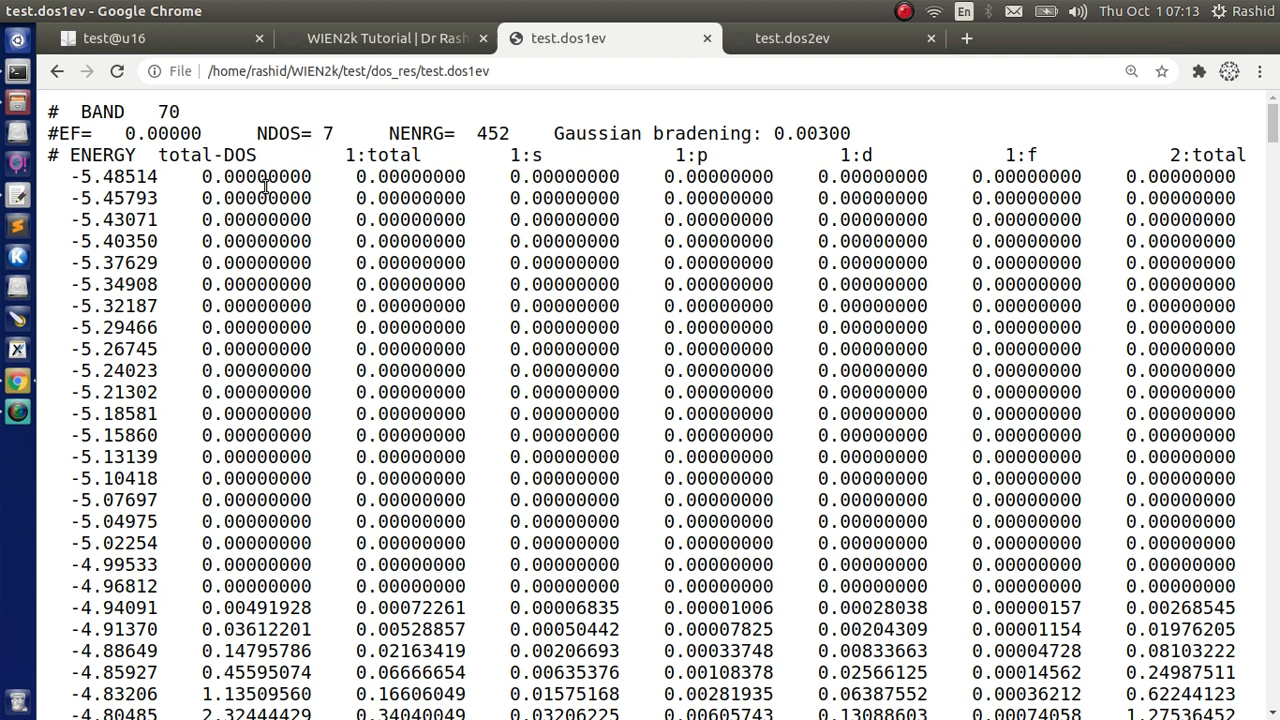 test.dos1ev - Google Chrome
En
Thu Oct 1 07:13
Rashid
test@u16
WIEN2k Tutorial | Dr Rash
test.dos1ev
test.dos2ev
File
/home/rashid/WIEN2k/test/dos_res/test.dos1ev
# BAND 70
#EF= 0.00000 NDOS= 7 NENRG= 452 Gaussian bradening: 0.00300
# ENERGY total-DOS 1:total 1:s 1:p 1:d 1:f 2:total
-5.48514 0.00000000 0.00000000 0.00000000 0.00000000 0.00000000 0.00000000 0.00000000
-5.45793 0.00000000 0.00000000 0.00000000 0.00000000 0.00000000 0.00000000 0.00000000
-5.43071 0.00000000 0.00000000 0.00000000 0.00000000 0.00000000 0.00000000 0.00000000
-5.40350 0.00000000 0.00000000 0.00000000 0.00000000 0.00000000 0.00000000 0.00000000
-5.37629 0.00000000 0.00000000 0.00000000 0.00000000 0.00000000 0.00000000 0.00000000
-5.34908 0.00000000 0.00000000 0.00000000 0.00000000 0.00000000 0.00000000 0.00000000
-5.32187 0.00000000 0.00000000 0.00000000 0.00000000 0.00000000 0.00000000 0.00000000
-5.29466 0.00000000 0.00000000 0.00000000 0.00000000 0.00000000 0.00000000 0.00000000
-5.26745 0.00000000 0.00000000 0.00000000 0.00000000 0.00000000 0.00000000 0.00000000
-5.24023 0.00000000 0.00000000 0.00000000 0.00000000 0.00000000 0.00000000 0.00000000
-5.21302 0.00000000 0.00000000 0.00000000 0.00000000 0.00000000 0.00000000 0.00000000
-5.18581 0.00000000 0.00000000 0.00000000 0.00000000 0.00000000 0.00000000 0.00000000
-5.15860 0.00000000 0.00000000 0.00000000 0.00000000 0.00000000 0.00000000 0.00000000
-5.13139 0.00000000 0.00000000 0.00000000 0.00000000 0.00000000 0.00000000 0.00000000
-5.10418 0.00000000 0.00000000 0.00000000 0.00000000 0.00000000 0.00000000 0.00000000
-5.07697 0.00000000 0.00000000 0.00000000 0.00000000 0.00000000 0.00000000 0.00000000
-5.04975 0.00000000 0.00000000 0.00000000 0.00000000 0.00000000 0.00000000 0.00000000
-5.02254 0.00000000 0.00000000 0.00000000 0.00000000 0.00000000 0.00000000 0.00000000
-4.99533 0.00000000 0.00000000 0.00000000 0.00000000 0.00000000 0.00000000 0.00000000
-4.96812 0.00000000 0.00000000 0.00000000 0.00000000 0.00000000 0.00000000 0.00000000
-4.94091 0.00491928 0.00072261 0.00006835 0.00001006 0.00028038 0.00000157 0.00268545
-4.91370 0.03612201 0.00528857 0.00050442 0.00007825 0.00204309 0.00001154 0.01976205
-4.88649 0.14795786 0.02163419 0.00206693 0.00033748 0.00833663 0.00004728 0.08103222
-4.85927 0.45595074 0.06666654 0.00635376 0.00108378 0.02566125 0.00014562 0.24987511
-4.83206 1.13509560 0.16606049 0.01575168 0.00281935 0.06387552 0.00036212 0.62244123
-4.80485 2.32444429 0.34040049 0.03206225 0.00605743 0.13088603 0.00074058 1.27536452